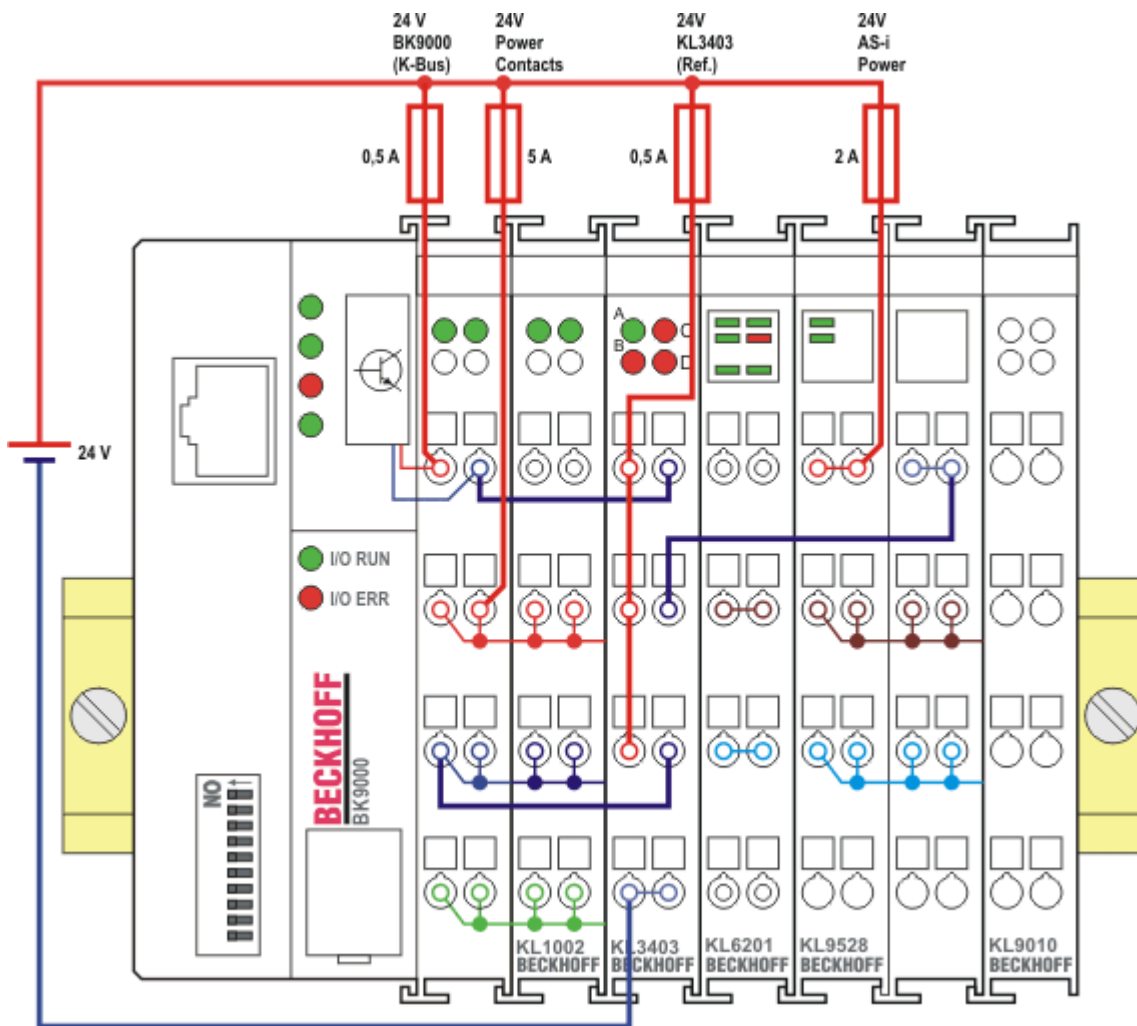 24 V
BK9000
(K-Bus)
24V
Power
Contacts
24V
KL3403
(Ref.)
24V
AS-i
Power
0,5 A
5 A
0,5 A
2 A
A
B
24 V
I/O RUN
I/O ERR
BECKHOFF
BK9000
ON
KL1002
BECKHOFF
KL3403
BECKHOFF
KL6201
BECKHOFF
KL9528
BECKHOFF
KL9010
BECKHOFF